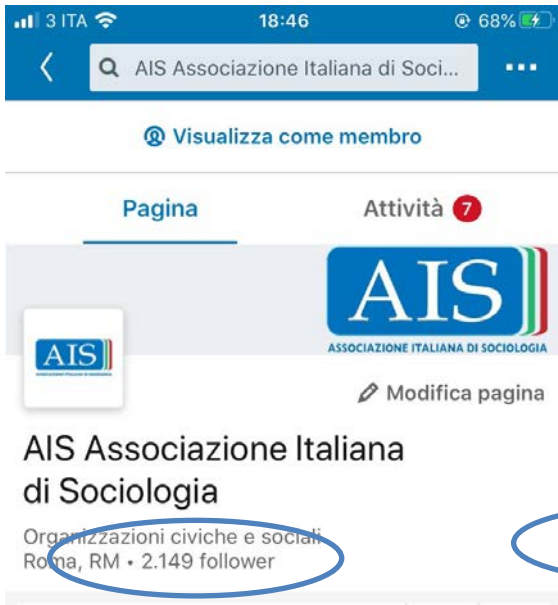 3 ITA 18:46 68%
AIS Associazione Italiana di Soci...
Visualizza come membro
Pagina Attività 7
AIS
ASSOCIAZIONE ITALIANA DI SOCIOLOGIA
AIS
Modifica pagina
AIS Associazione Italiana
di Sociologia
Organizzazioni civiche e sociali
Roma, RM • 2.149 follower